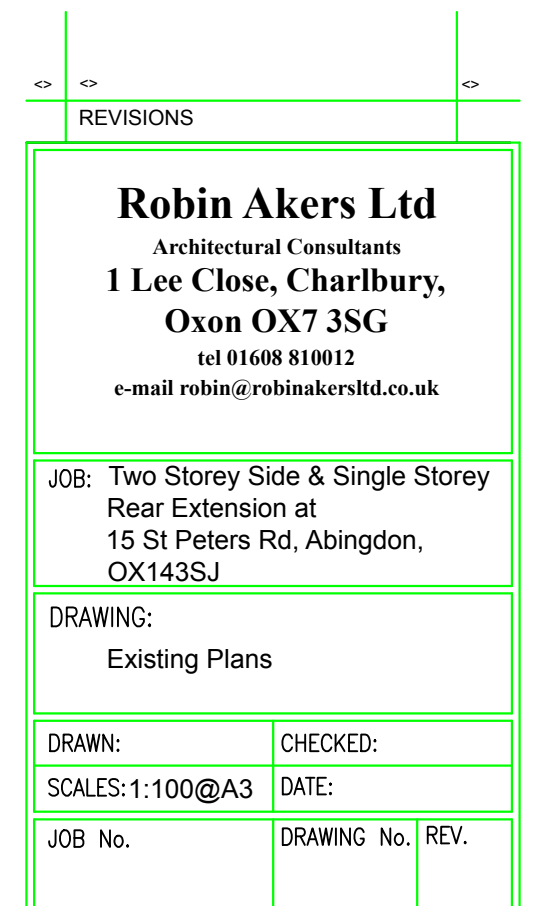 <> <> <>
REVISIONS
Robin Akers Ltd
Architectural Consultants
1 Lee Close, Charlbury,
Oxon OX7 3SG
tel 01608 810012
e-mail robin@robinakersltd.co.uk
JOB: Two Storey Side & Single Storey
Rear Extension at
15 St Peters Rd, Abingdon,
OX143SJ
DRAWING:
Existing Plans
DRAWN: CHECKED:
SCALES: 1:100@A3 DATE:
JOB No. DRAWING No. REV.